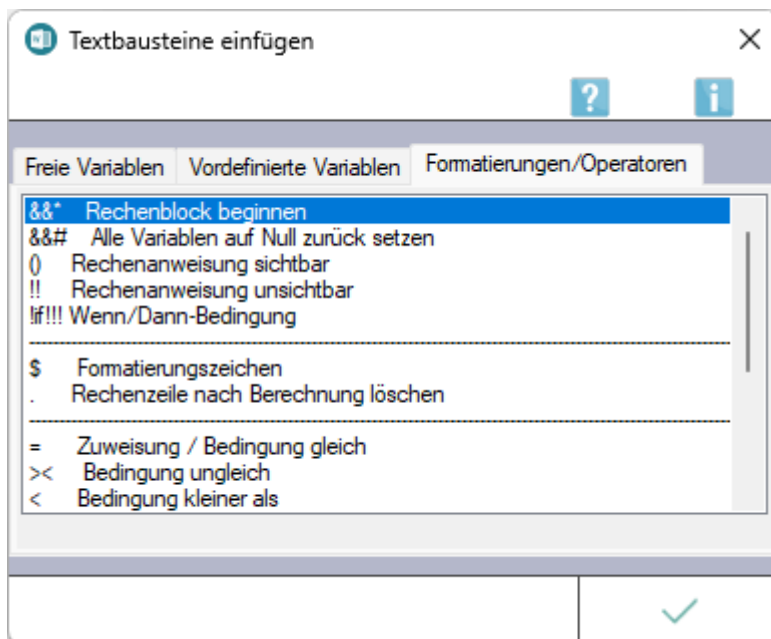 Textbausteine einfügen
?
i
Freie Variablen Vordefinierte Variablen Formatierungen/Operatoren
&&* Rechenblock beginnen
&&# Alle Variablen auf Null zurück setzen
() Rechenanweisung sichtbar
!! Rechenanweisung unsichtbar
!if!!! Wenn/Dann-Bedingung
$ Formatierungszeichen
. Rechenzeile nach Berechnung löschen
= Zuweisung / Bedingung gleich
>< Bedingung ungleich
< Bedingung kleiner als